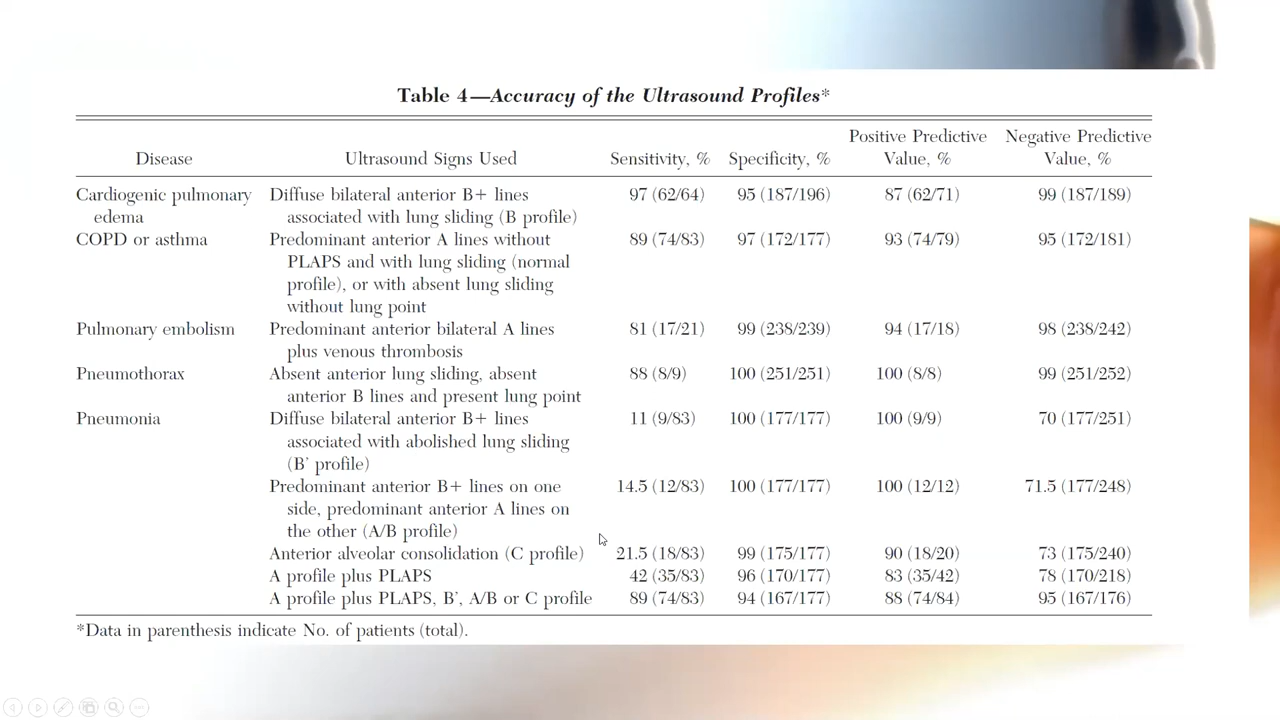 Table 4—Accuracy of the Ultrasound Profiles*
Disease Ultrasound Signs Used Sensitivity, % Specificity, % Positive Predictive Value, % Negative Predictive Value, %
Cardiogenic pulmonary Diffuse bilateral anterior B+ lines 97 (62/64) 95 (187/196) 87 (62/71) 99 (187/189)
edema associated with lung sliding (B profile)
COPD or asthma Predominant anterior A lines without 89 (74/83) 97 (172/177) 93 (74/79) 95 (172/181)
PLAPS and with lung sliding (normal
profile), or with absent lung sliding
without lung point
Pulmonary embolism Predominant anterior bilateral A lines 81 (17/21) 99 (238/239) 94 (17/18) 98 (238/242)
plus venous thrombosis
Pneumothorax Absent anterior lung sliding, absent 88 (8/9) 100 (251/251) 100 (8/8) 99 (251/252)
anterior B lines and present lung point
Pneumonia Diffuse bilateral anterior B+ lines 11 (9/83) 100 (177/177) 100 (9/9) 70 (177/251)
associated with abolished lung sliding
(B' profile)
Predominant anterior B+ lines on one 14.5 (12/83) 100 (177/177) 100 (12/12) 71.5 (177/248)
side, predominant anterior A lines on
the other (A/B profile)
Anterior alveolar consolidation (C profile) 21.5 (18/83) 99 (175/177) 90 (18/20) 73 (175/240)
A profile plus PLAPS 42 (35/83) 96 (170/177) 83 (35/42) 78 (170/218)
A profile plus PLAPS, B', A/B or C profile 89 (74/83) 94 (167/177) 88 (74/84) 95 (167/176)
*Data in parenthesis indicate No. of patients (total).